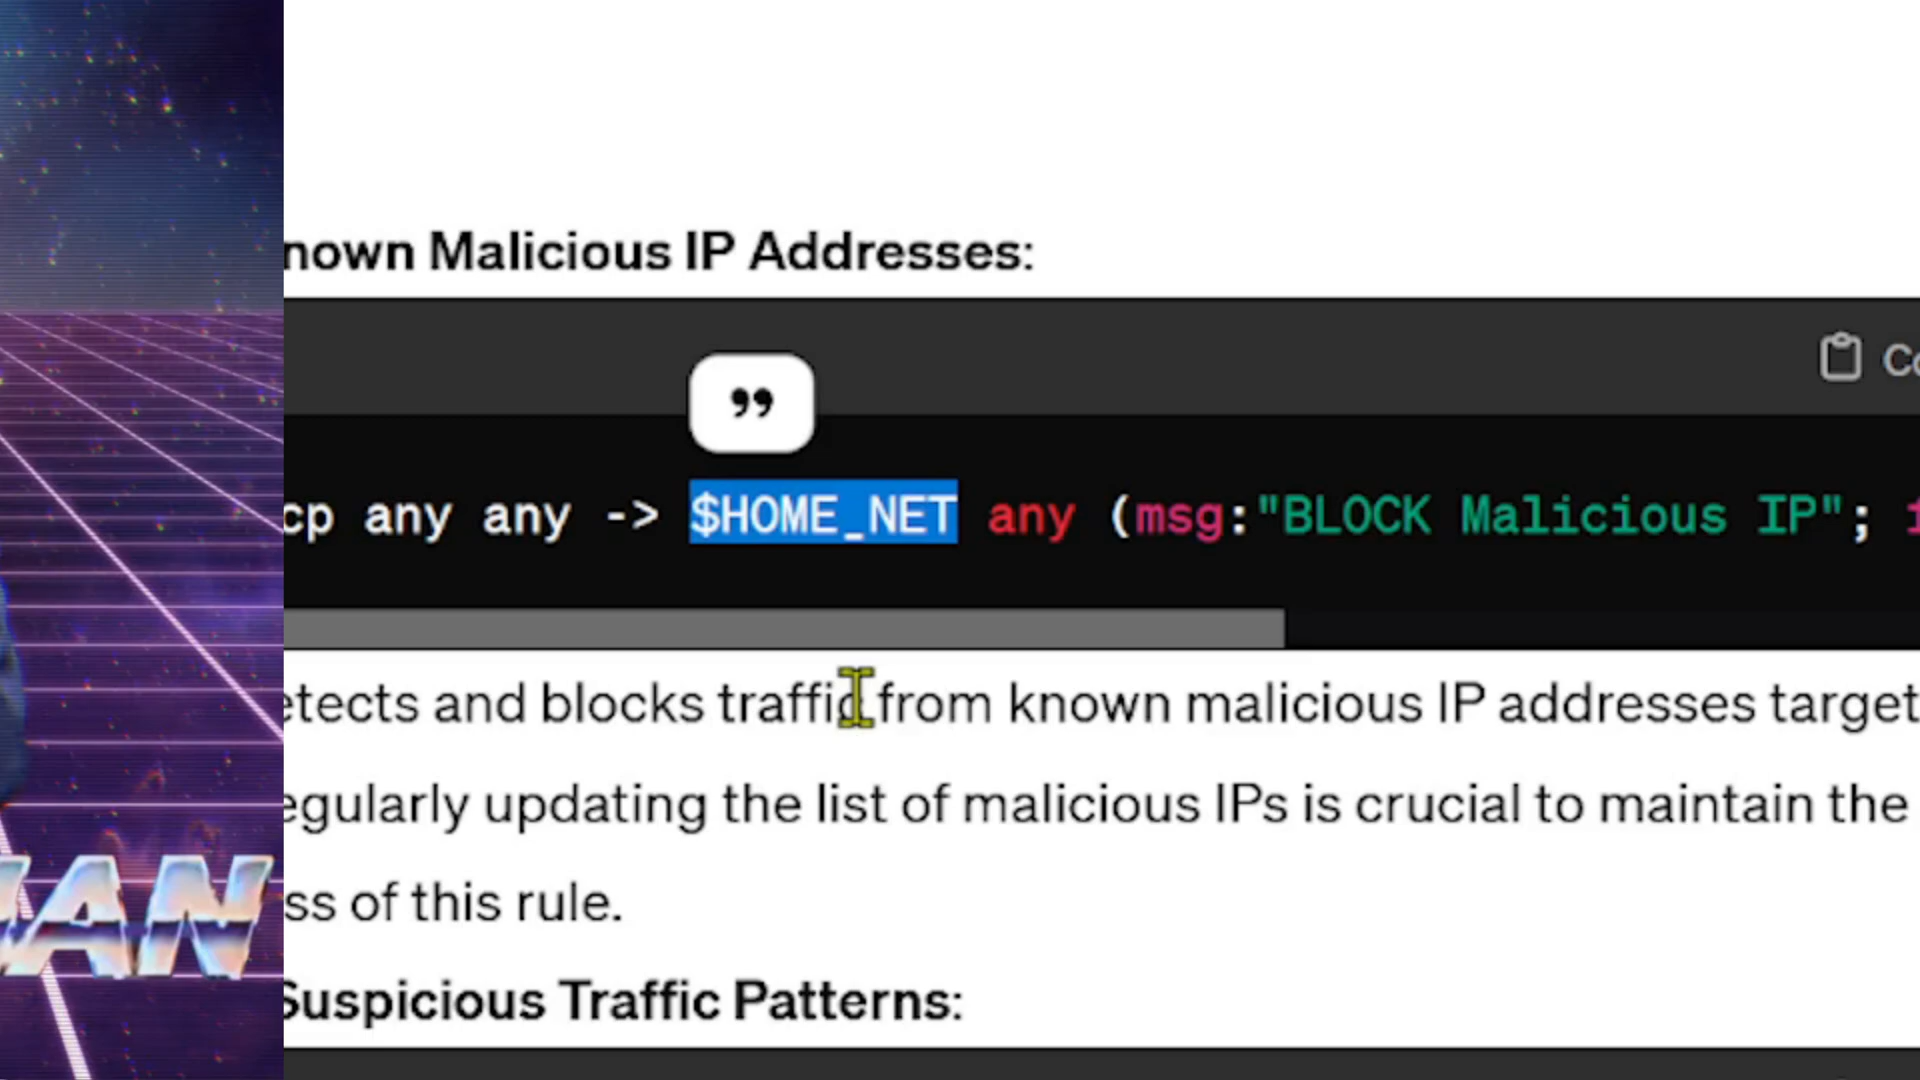 nown Malicious IP Addresses:
Co
cp any any -> $HOME_NET any (msg:"BLOCK Malicious IP";
etects and blocks traffic from known malicious IP addresses target
egularly updating the list of malicious IPs is crucial to maintain the
ss of this rule.
AN
Suspicious Traffic Patterns: